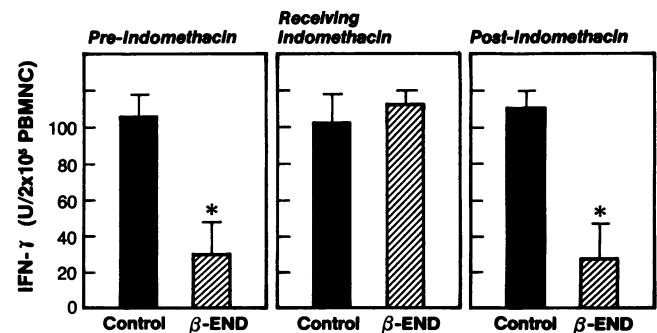 Pre-Indomethacin
Receiving
Indomethacin
Post-Indomethacin
IFN-γ (U/2x10⁶ PBMNC)
100
80
60
40
20
0
*
*
Control β-END
Control β-END
Control β-END